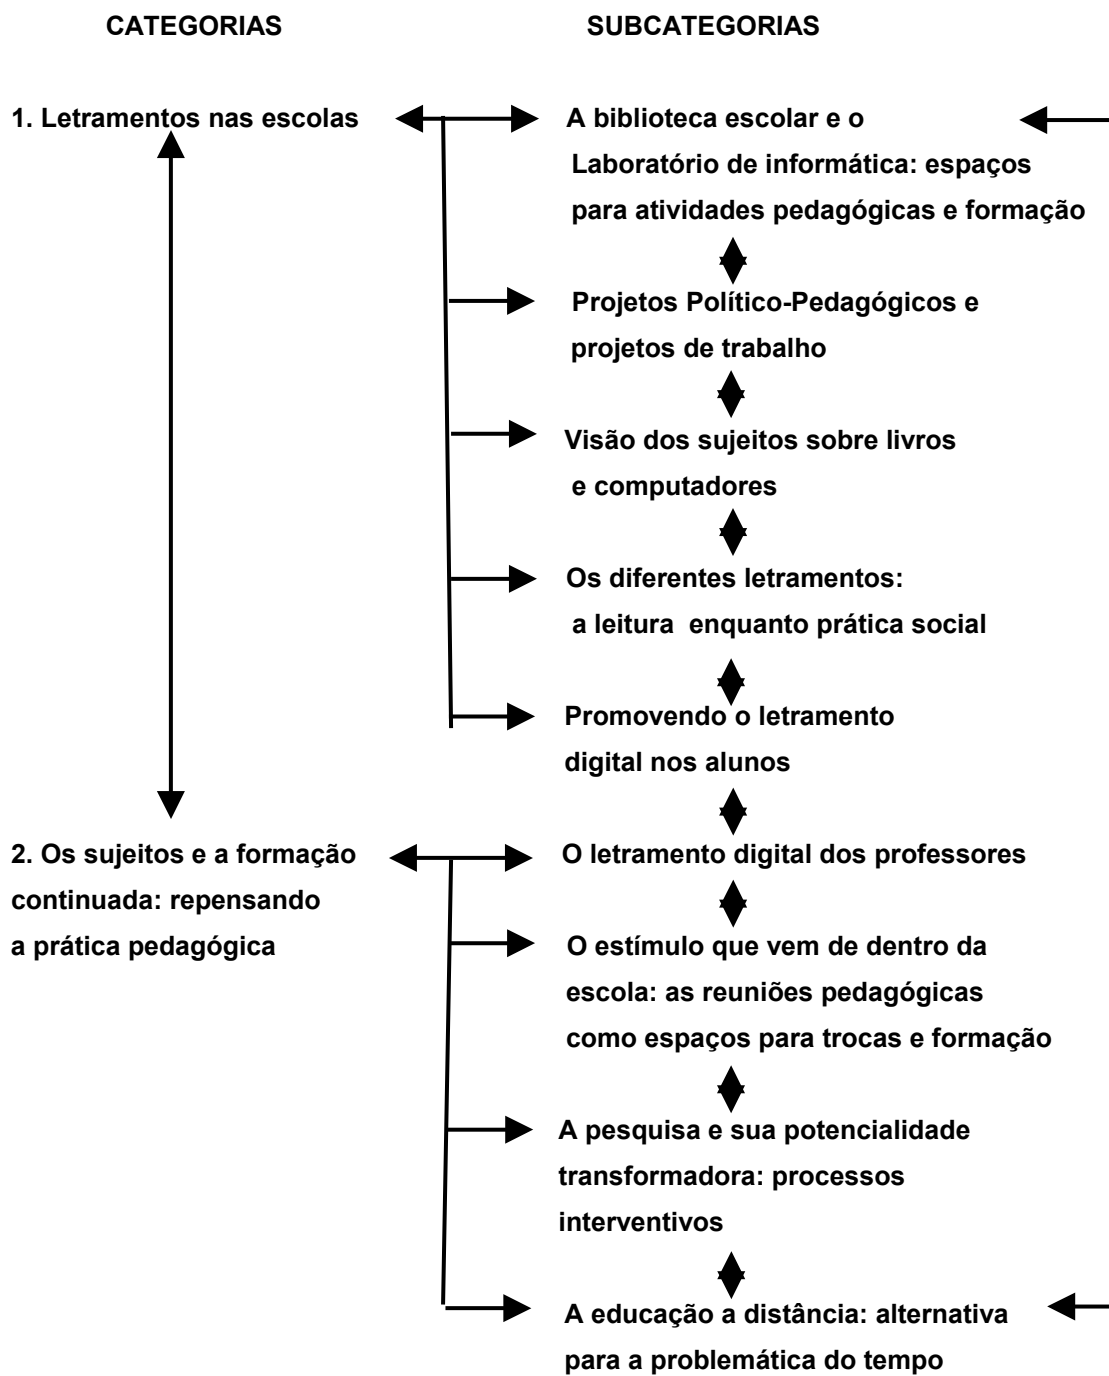 CATEGORIAS
SUBCATEGORIAS
1. Letramentos nas escolas
A biblioteca escolar e o
Laboratório de informática: espaços
para atividades pedagógicas e formação
Projetos Político-Pedagógicos e
projetos de trabalho
Visão dos sujeitos sobre livros
e computadores
Os diferentes letramentos:
a leitura enquanto prática social
Promovendo o letramento
digital nos alunos
2. Os sujeitos e a formação
continuada: repensando
a prática pedagógica
O letramento digital dos professores
O estímulo que vem de dentro da
escola: as reuniões pedagógicas
como espaços para trocas e formação
A pesquisa e sua potencialidade
transformadora: processos
interventivos
A educação a distância: alternativa
para a problemática do tempo